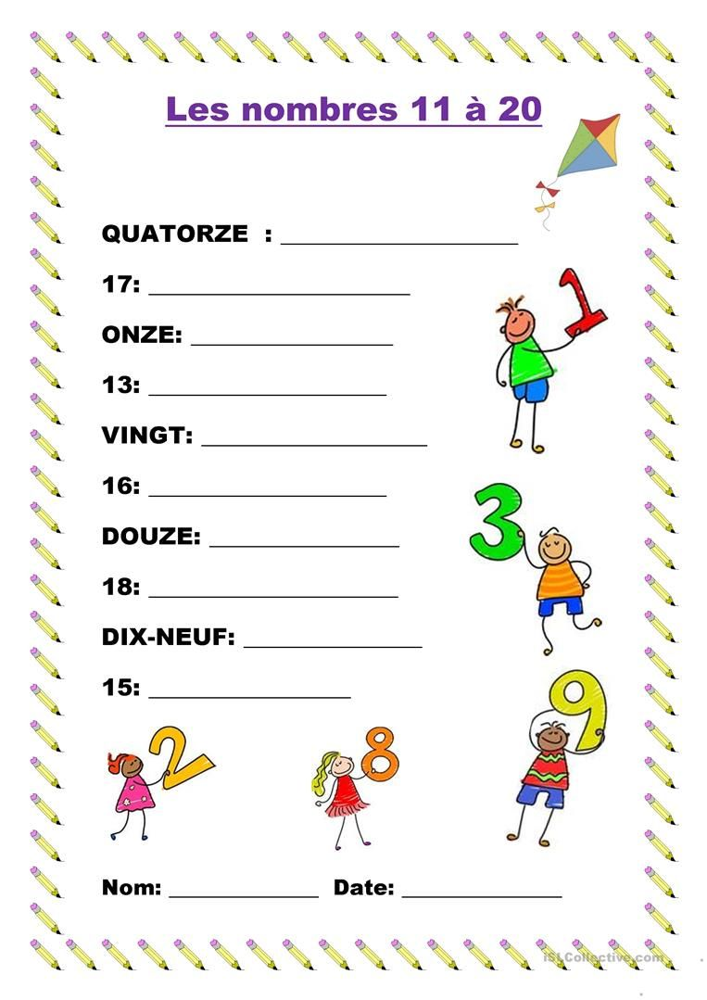 Les nombres 11 à 20
QUATORZE : ____________________
17: ______________________
ONZE: _________________
13: ____________________
VINGT: ___________________
16: ____________________
DOUZE: ________________
18: _____________________
DIX-NEUF: _______________
15: _________________
1
3
9
2
8
Nom: ______________ Date: _______________
iSLCollective.com